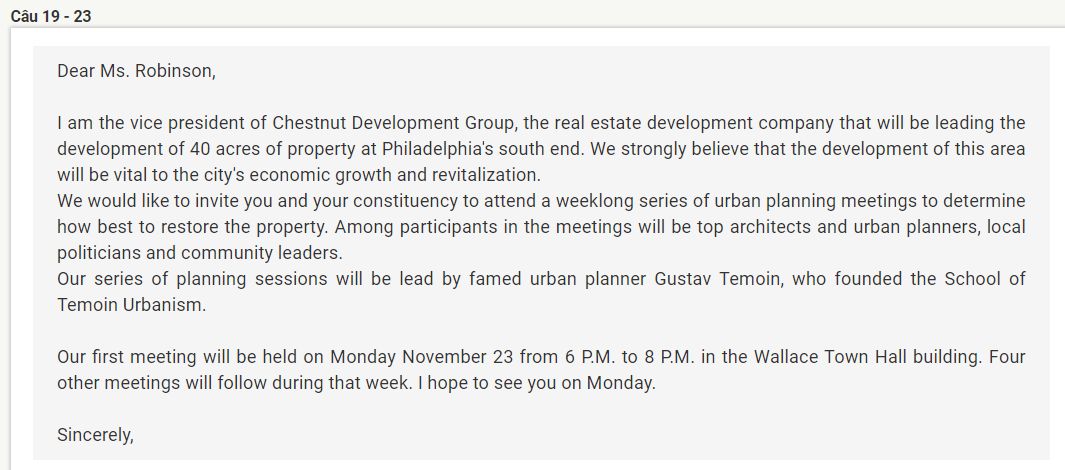 Câu 19 - 23
Dear Ms. Robinson,
I am the vice president of Chestnut Development Group, the real estate development company that will be leading the
development of 40 acres of property at Philadelphia's south end. We strongly believe that the development of this area
will be vital to the city's economic growth and revitalization.
We would like to invite you and your constituency to attend a weeklong series of urban planning meetings to determine
how best to restore the property. Among participants in the meetings will be top architects and urban planners, local
politicians and community leaders.
Our series of planning sessions will be lead by famed urban planner Gustav Temoin, who founded the School of
Temoin Urbanism.
Our first meeting will be held on Monday November 23 from 6 P.M. to 8 P.M. in the Wallace Town Hall building. Four
other meetings will follow during that week. I hope to see you on Monday.
Sincerely,